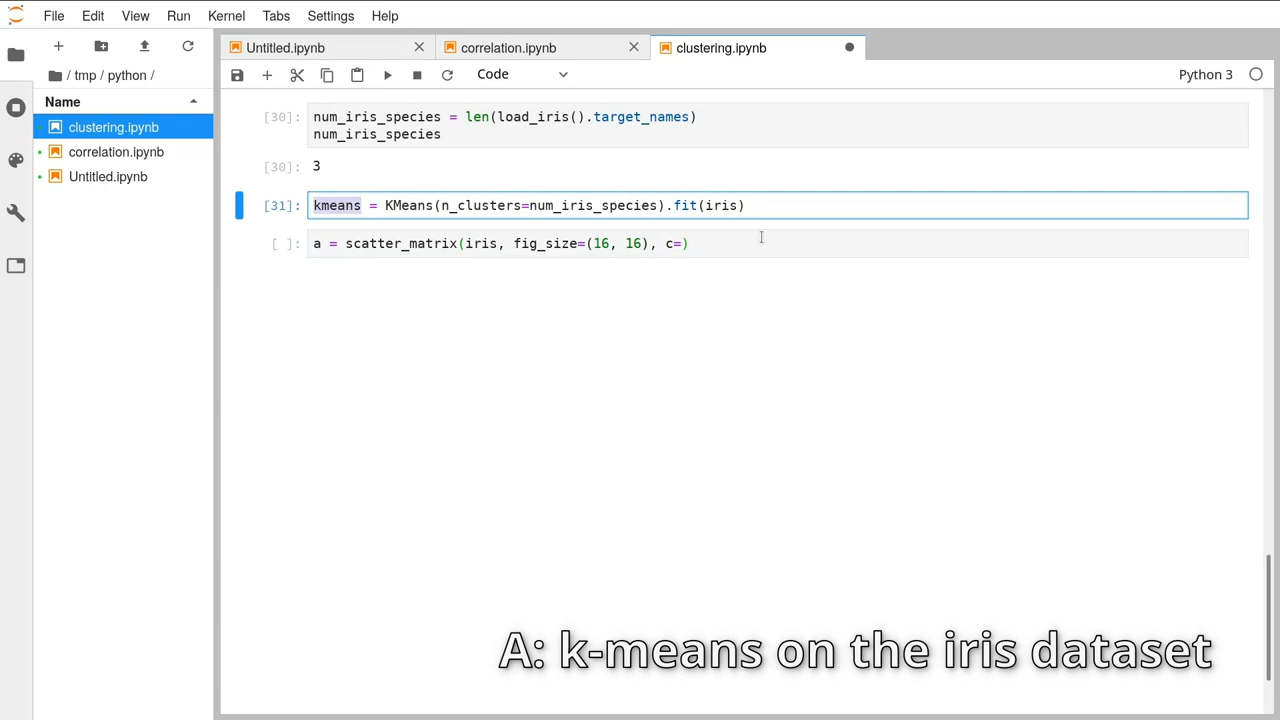 File Edit View Run Kernel Tabs Settings Help
Untitled.ipynb correlation.ipynb clustering.ipynb
/ tmp / python /
Code Python 3
Name
clustering.ipynb
correlation.ipynb
Untitled.ipynb
[30]: num_iris_species = len(load_iris().target_names)
num_iris_species
[30]: 3
[31]: kmeans = KMeans(n_clusters=num_iris_species).fit(iris)
[ ]: a = scatter_matrix(iris, fig_size=(16, 16), c=)
A: k-means on the iris dataset